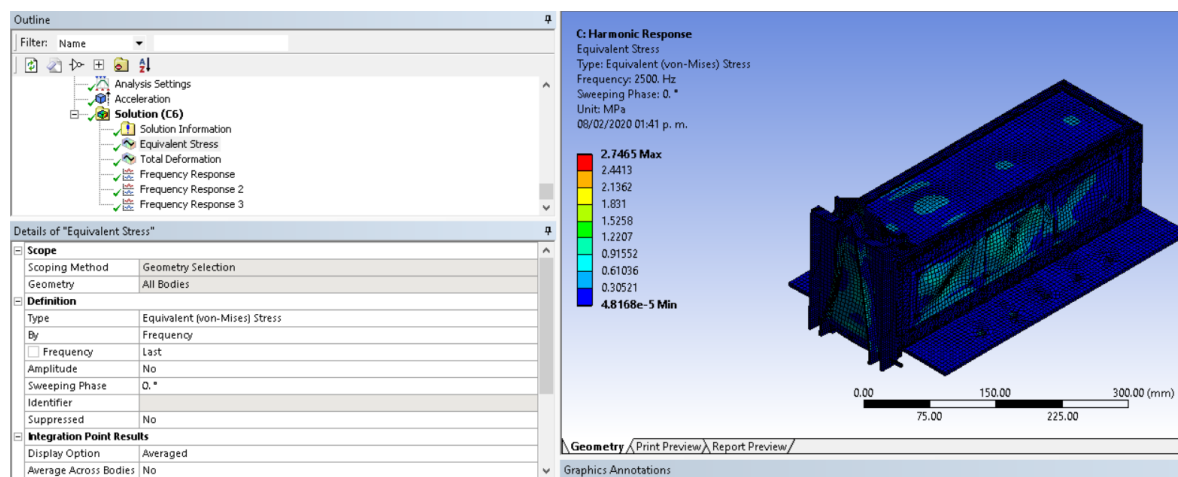 Outline
Filter: Name
Analysis Settings
Acceleration
Solution (C6)
Solution Information
Equivalent Stress
Total Deformation
Frequency Response
Frequency Response 2
Frequency Response 3
Details of "Equivalent Stress"
Scope
Scoping Method Geometry Selection
Geometry All Bodies
Definition
Type Equivalent (von-Mises) Stress
By Frequency
Frequency Last
Amplitude No
Sweeping Phase 0. °
Identifier
Suppressed No
Integration Point Results
Display Option Averaged
Average Across Bodies No
C: Harmonic Response
Equivalent Stress
Type: Equivalent (von-Mises) Stress
Frequency: 2500. Hz
Sweeping Phase: 0. °
Unit: MPa
08/02/2020 01:41 p. m.
2.7465 Max
2.4413
2.1362
1.831
1.5258
1.2207
0.91552
0.61036
0.30521
4.8168e-5 Min
0.00 150.00 300.00 (mm)
75.00 225.00
Geometry Print Preview Report Preview
Graphics Annotations